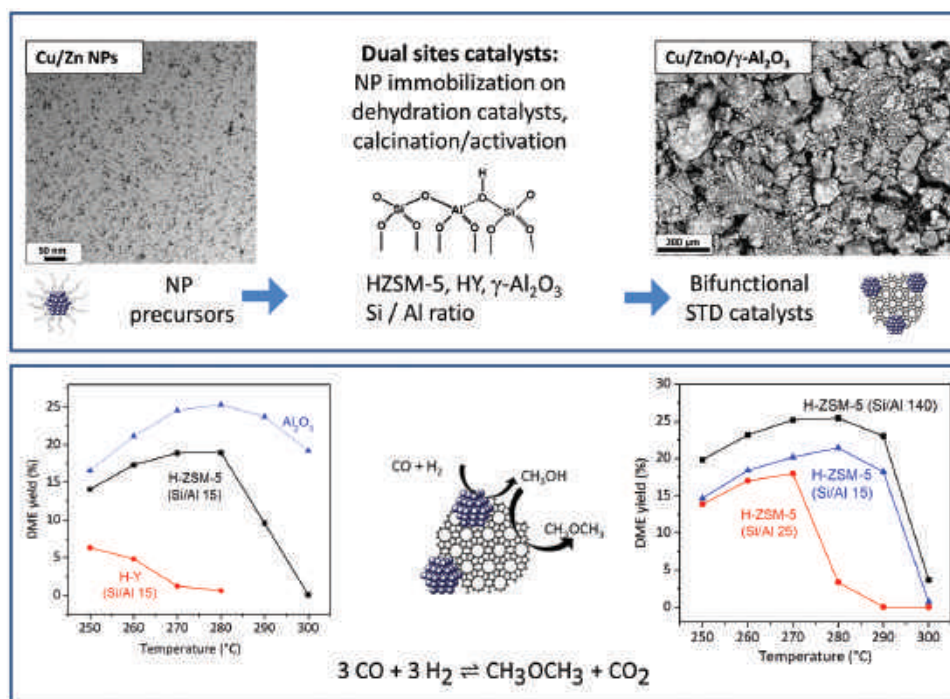 Cu/Zn NPs
50 nm
NP
precursors
Dual sites catalysts:
NP immobilization on
dehydration catalysts,
calcination/activation
H
O O O O
Si Al Si
O O O O O O
HZSM-5, HY, γ-Al₂O₃
Si / Al ratio
Cu/ZnO/γ-Al₂O₃
200 µm
Bifunctional
STD catalysts
DME yield (%)
25
20
15
10
5
0
Al₂O₃
H-ZSM-5
(Si/Al 15)
H-Y
(Si/Al 15)
250 260 270 280 290 300
Temperature (°C)
CO + H₂
CH₃OH
CH₃OCH₃
DME yield (%)
30
25
20
15
10
5
0
H-ZSM-5 (Si/Al 140)
H-ZSM-5
(Si/Al 15)
H-ZSM-5
(Si/Al 25)
250 260 270 280 290 300
Temperature (°C)
3 CO + 3 H₂ ⇌ CH₃OCH₃ + CO₂